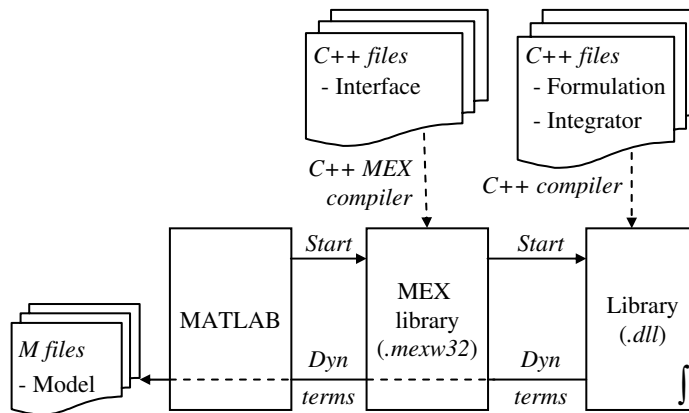 C++ files
- Interface
C++ files
- Formulation
- Integrator
C++ MEX
compiler
C++ compiler
Start
Start
MATLAB
MEX
library
(.mexw32)
Library
(.dll)
M files
- Model
Dyn
terms
Dyn
terms
∫